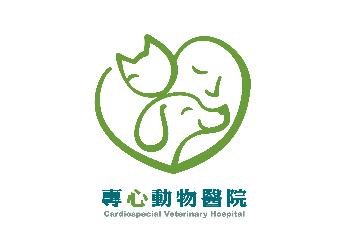 專心動物醫院
Cardiospecial Veterinary Hospital